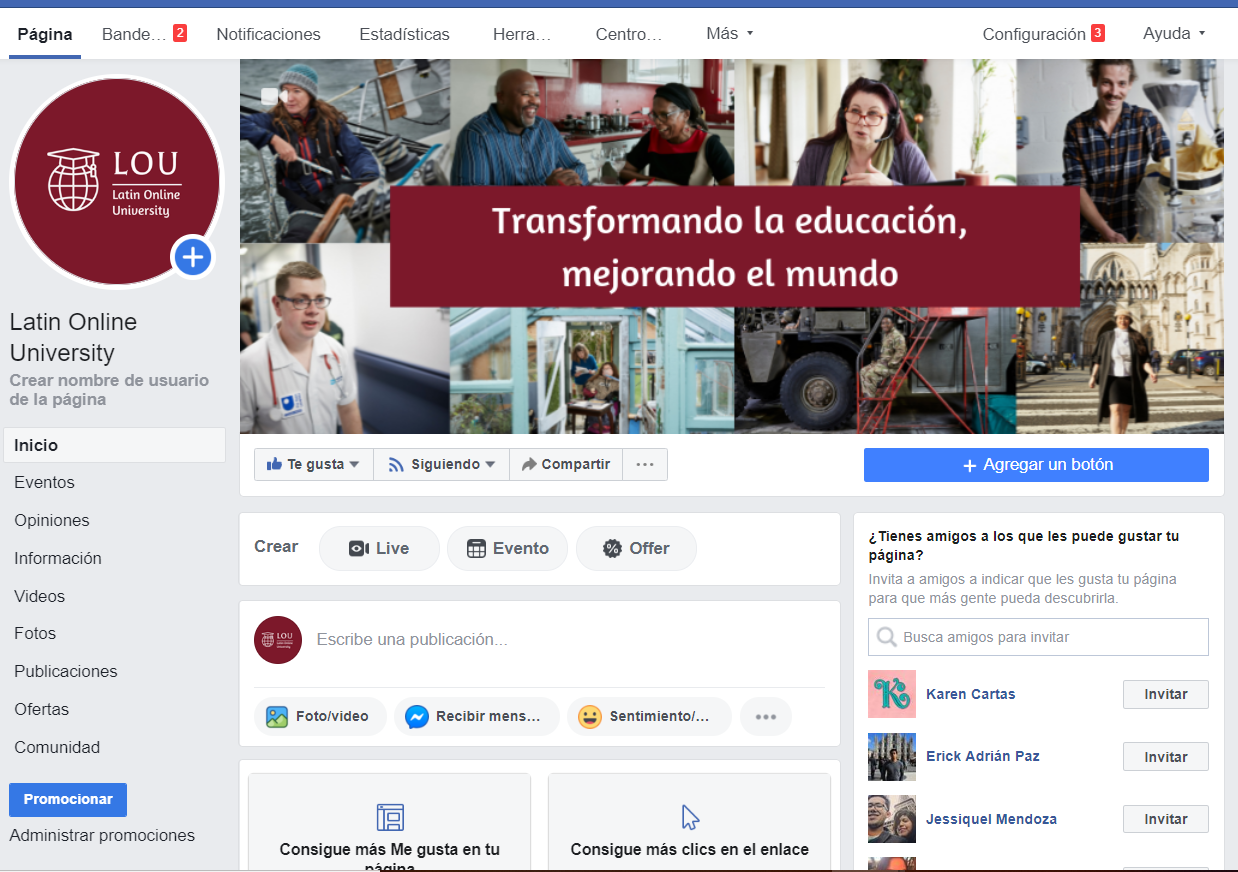 Página
Bande... 2
Notificaciones
Estadísticas
Herra...
Centro...
Más
Configuración 3
Ayuda
LOU
Latin Online
University
Transformando la educación,
mejorando el mundo
Latin Online
University
Crear nombre de usuario
de la página
Inicio
Eventos
Opiniones
Información
Videos
Fotos
Publicaciones
Ofertas
Comunidad
Promocionar
Administrar promociones
Te gusta
Siguiendo
Compartir
+ Agregar un botón
Crear
Live
Evento
Offer
LOU
Escribe una publicación...
Foto/video
Recibir mens...
Sentimiento/...
Consigue más Me gusta en tu
página
Consigue más clics en el enlace
¿Tienes amigos a los que les puede gustar tu
página?
Invita a amigos a indicar que les gusta tu página
para que más gente pueda descubrirla.
Busca amigos para invitar
Karen Cartas
Invitar
Erick Adrián Paz
Invitar
Jessiquel Mendoza
Invitar